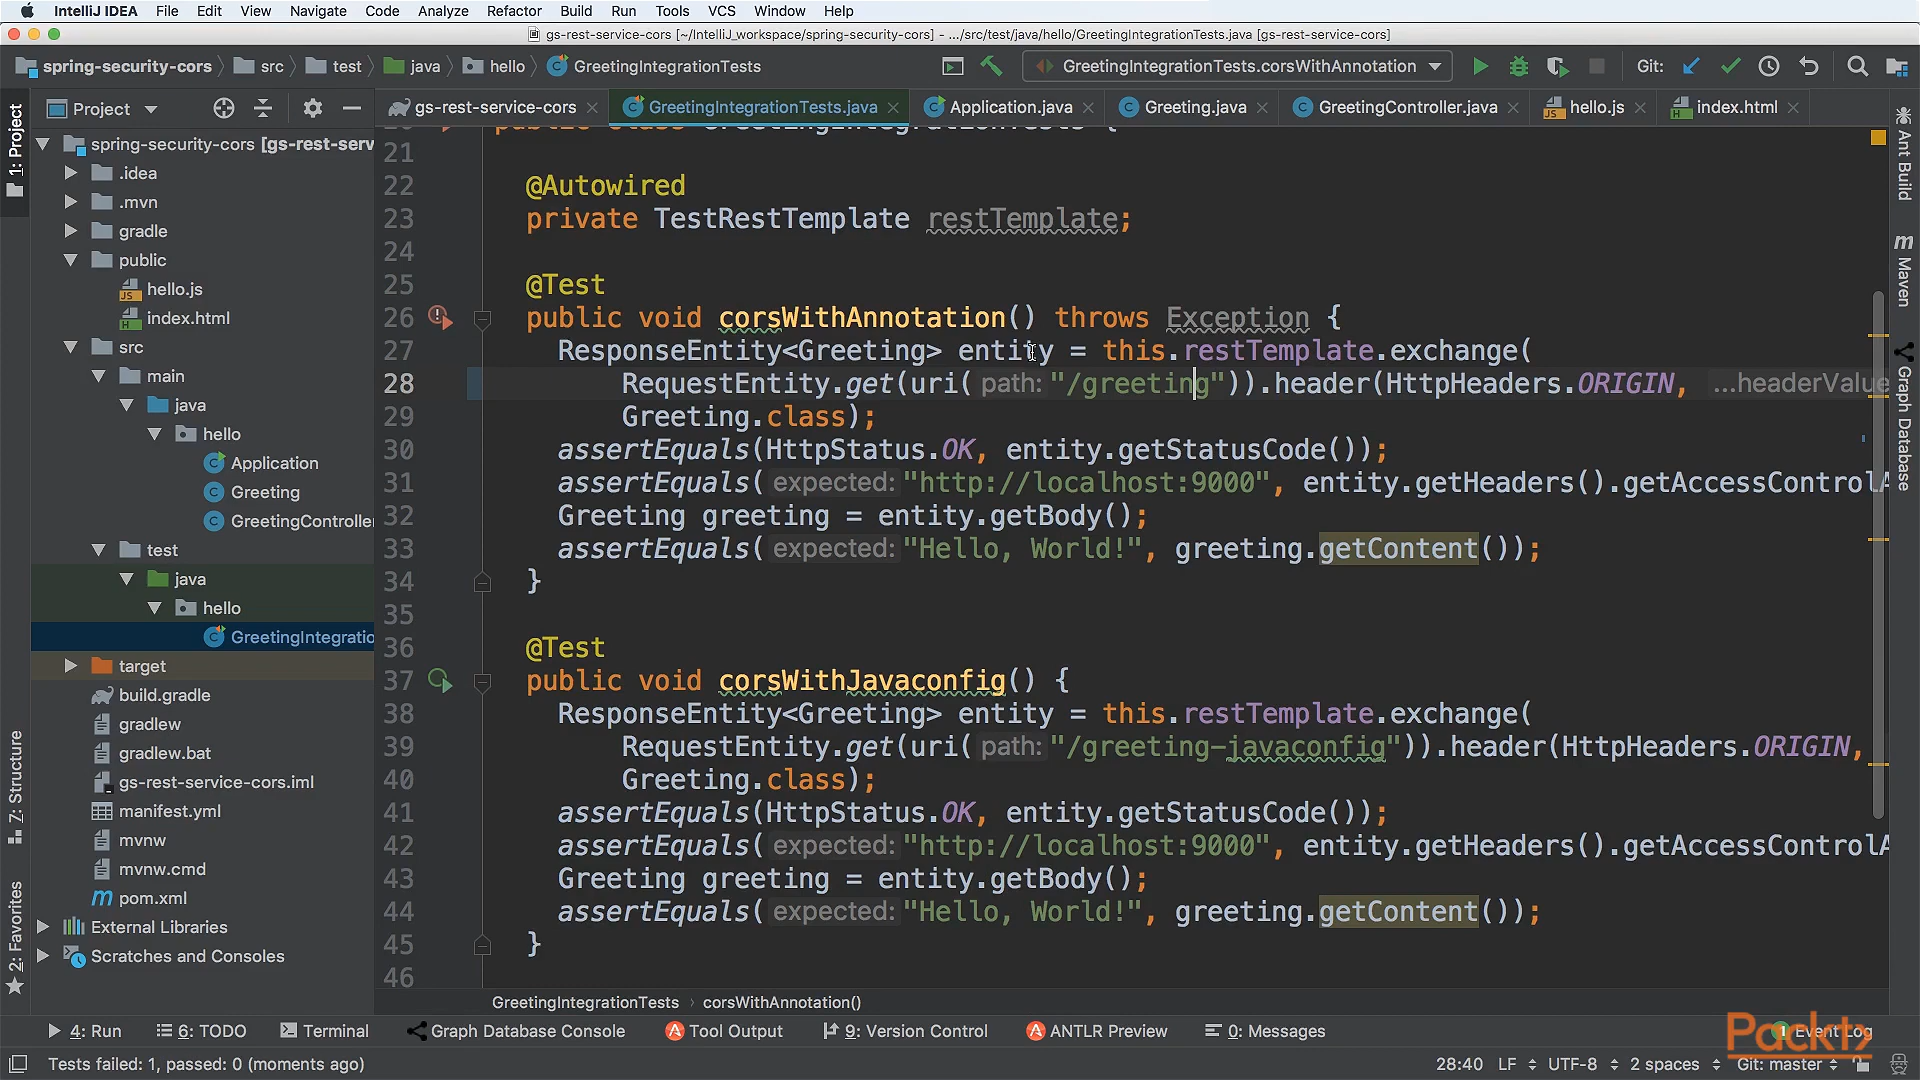 IntelliJ IDEA File Edit View Navigate Code Analyze Refactor Build Run Tools VCS Window Help
gs-rest-service-cors [~/IntelliJ_workspace/spring-security-cors] - .../src/test/java/hello/GreetingIntegrationTests.java [gs-rest-service-cors]
spring-security-cors src test java hello GreetingIntegrationTests GreetingIntegrationTests.corsWithAnnotation Git:
Project gs-rest-service-cors GreetingIntegrationTests.java Application.java Greeting.java GreetingController.java hello.js index.html
1: Project
7: Structure
2: Favorites
spring-security-cors [gs-rest-serv
.idea
.mvn
gradle
public
hello.js
index.html
src
main
java
hello
Application
Greeting
GreetingController
test
java
hello
GreetingIntegratio
target
build.gradle
gradlew
gradlew.bat
gs-rest-service-cors.iml
manifest.yml
mvnw
mvnw.cmd
pom.xml
External Libraries
Scratches and Consoles
20 public class GreetingIntegrationTests {
21
22 @Autowired
23 private TestRestTemplate restTemplate;
24
25 @Test
26 public void corsWithAnnotation() throws Exception {
27 ResponseEntity<Greeting> entity = this.restTemplate.exchange(
28 RequestEntity.get(uri( path: "/greeting")).header(HttpHeaders.ORIGIN, ...headerValue
29 Greeting.class);
30 assertEquals(HttpStatus.OK, entity.getStatusCode());
31 assertEquals( expected: "http://localhost:9000", entity.getHeaders().getAccessControlA
32 Greeting greeting = entity.getBody();
33 assertEquals( expected: "Hello, World!", greeting.getContent());
34 }
35
36 @Test
37 public void corsWithJavaconfig() {
38 ResponseEntity<Greeting> entity = this.restTemplate.exchange(
39 RequestEntity.get(uri( path: "/greeting-javaconfig")).header(HttpHeaders.ORIGIN,
40 Greeting.class);
41 assertEquals(HttpStatus.OK, entity.getStatusCode());
42 assertEquals( expected: "http://localhost:9000", entity.getHeaders().getAccessControlA
43 Greeting greeting = entity.getBody();
44 assertEquals( expected: "Hello, World!", greeting.getContent());
45 }
46
Ant Build
Maven
Graph Database
GreetingIntegrationTests › corsWithAnnotation()
4: Run 6: TODO Terminal Graph Database Console Tool Output 9: Version Control ANTLR Preview 0: Messages 1 Event Log
Packt>
Tests failed: 1, passed: 0 (moments ago) 28:40 LF UTF-8 2 spaces Git: master